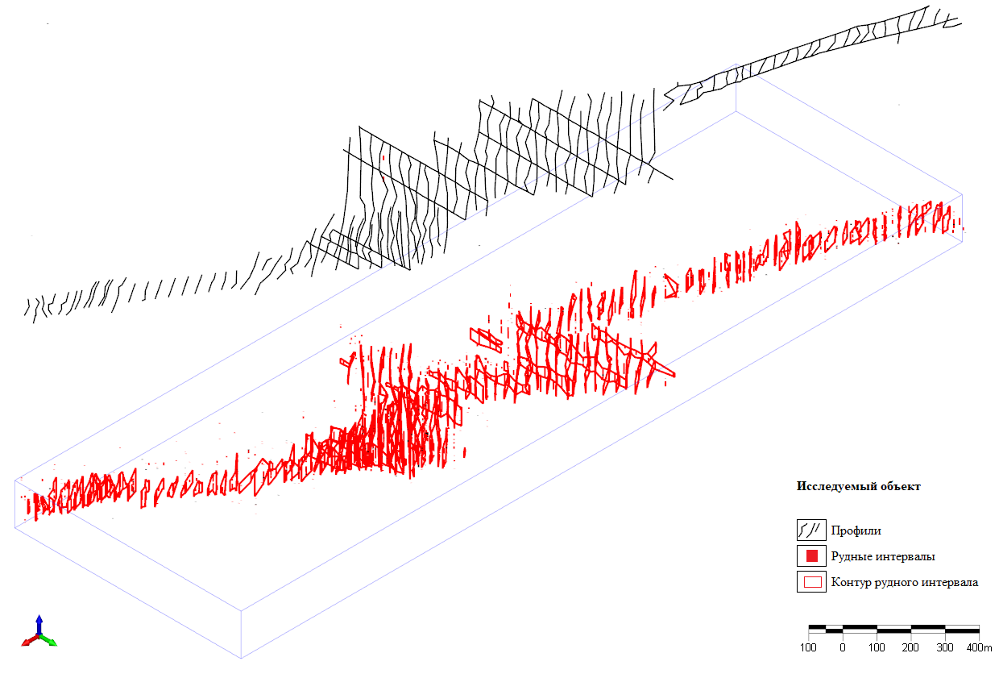 Исследуемый объект
Профили
Рудные интервалы
Контур рудного интервала
100 0 100 200 300 400m